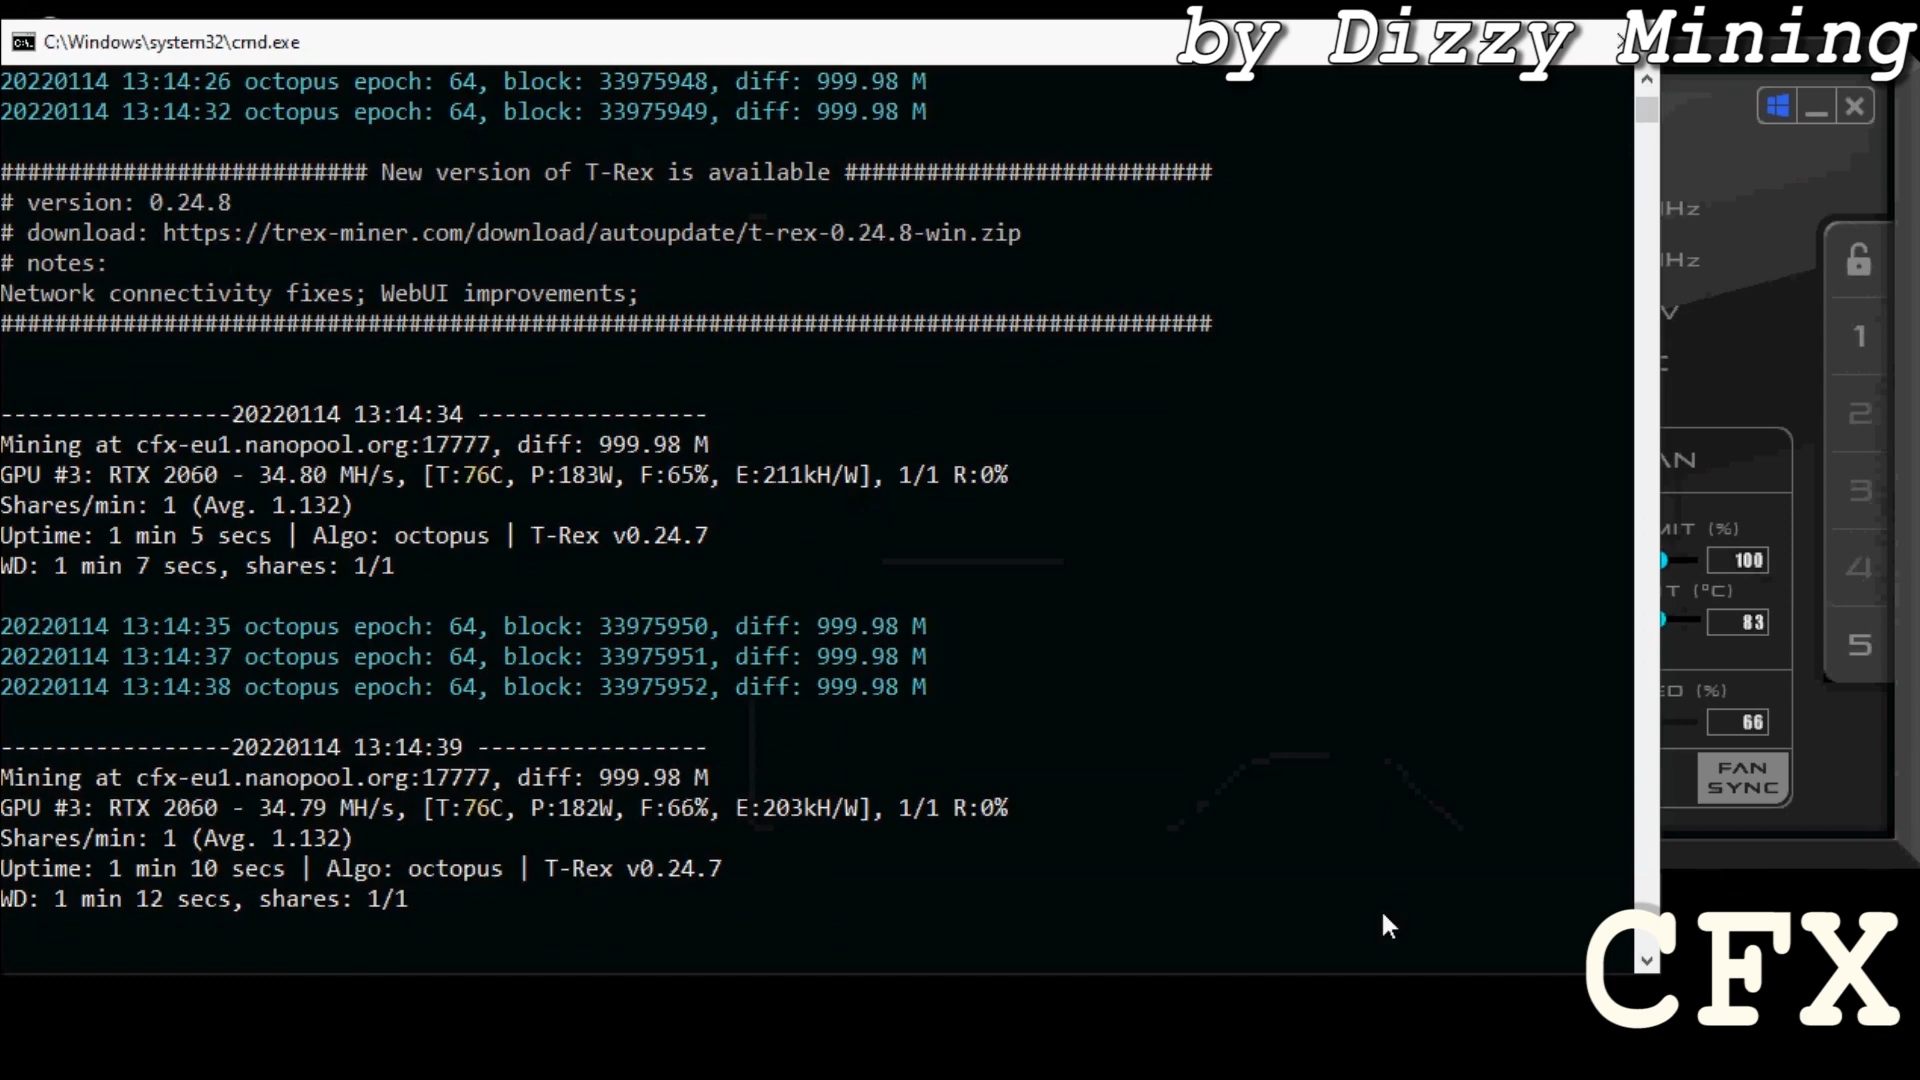 by Dizzy Mining
C:\Windows\system32\cmd.exe
20220114 13:14:26 octopus epoch: 64, block: 33975948, diff: 999.98 M
20220114 13:14:32 octopus epoch: 64, block: 33975949, diff: 999.98 M
########################### New version of T-Rex is available ###########################
# version: 0.24.8
# download: https://trex-miner.com/download/autoupdate/t-rex-0.24.8-win.zip
# notes:
Network connectivity fixes; WebUI improvements;
#########################################################################################
-----------------20220114 13:14:34 -----------------
Mining at cfx-eu1.nanopool.org:17777, diff: 999.98 M
GPU #3: RTX 2060 - 34.80 MH/s, [T:76C, P:183W, F:65%, E:211kH/W], 1/1 R:0%
Shares/min: 1 (Avg. 1.132)
Uptime: 1 min 5 secs | Algo: octopus | T-Rex v0.24.7
WD: 1 min 7 secs, shares: 1/1
20220114 13:14:35 octopus epoch: 64, block: 33975950, diff: 999.98 M
20220114 13:14:37 octopus epoch: 64, block: 33975951, diff: 999.98 M
20220114 13:14:38 octopus epoch: 64, block: 33975952, diff: 999.98 M
-----------------20220114 13:14:39 -----------------
Mining at cfx-eu1.nanopool.org:17777, diff: 999.98 M
GPU #3: RTX 2060 - 34.79 MH/s, [T:76C, P:182W, F:66%, E:203kH/W], 1/1 R:0%
Shares/min: 1 (Avg. 1.132)
Uptime: 1 min 10 secs | Algo: octopus | T-Rex v0.24.7
WD: 1 min 12 secs, shares: 1/1
1
2
3
4
5
(%)
100
(°C)
83
(%)
66
FAN
SYNC
CFX